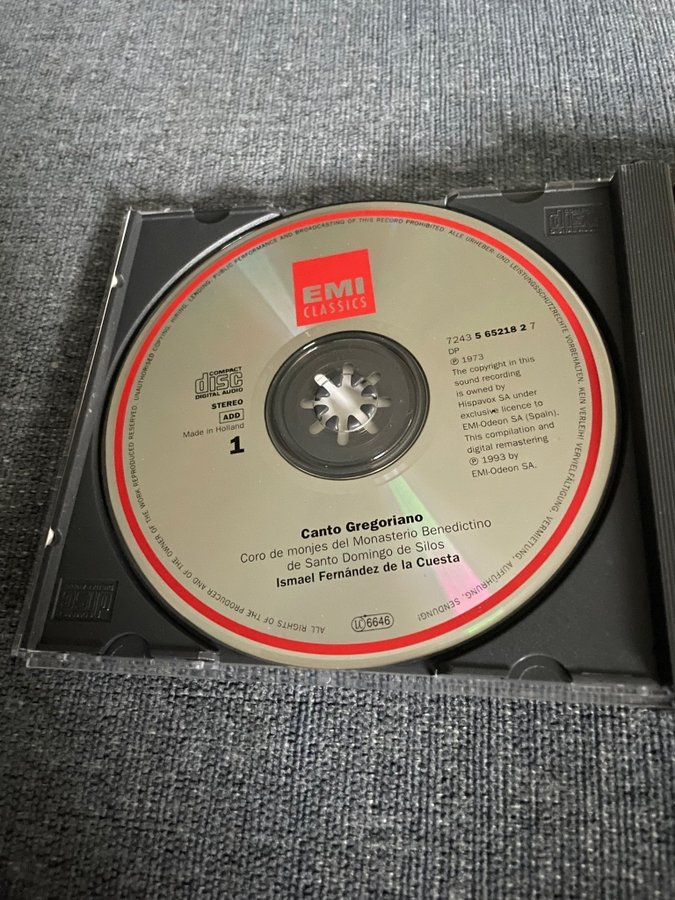 EMI
CLASSICS
COMPACT
disc
DIGITAL AUDIO
STEREO
ADD
Made in Holland
1
7243 5 65218 2 7
DP
℗ 1973
The copyright in this
sound recording
is owned by
Hispavox SA under
exclusive licence to
EMI-Odeon SA (Spain).
This compilation and
digital remastering
℗ 1993 by
EMI-Odeon SA.
Canto Gregoriano
Coro de monjes del Monasterio Benedictino
de Santo Domingo de Silos
Ismael Fernández de la Cuesta
LC 6646
ALL RIGHTS OF THE PRODUCER AND OF THE OWNER OF THE WORK REPRODUCED RESERVED. UNAUTHORISED COPYING, HIRING, LENDING, PUBLIC PERFORMANCE AND BROADCASTING OF THIS RECORD PROHIBITED. ALLE URHEBER- UND LEISTUNGSSCHUTZRECHTE VORBEHALTEN. KEIN VERLEIH! VERVIELFÄLTIGUNG, VERMIETUNG, AUFFÜHRUNG, SENDUNG!
disc